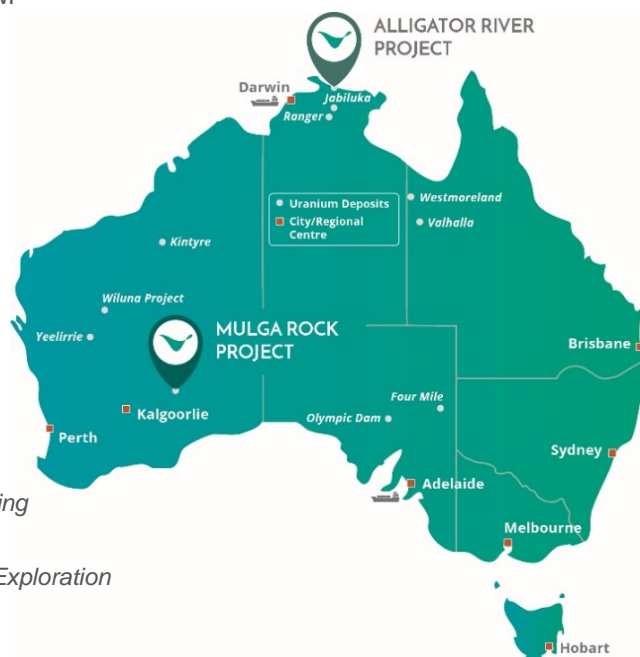 ALLIGATOR RIVER
PROJECT
Darwin
Jabiluka
Ranger
Uranium Deposits
City/Regional
Centre
Westmoreland
Valhalla
Kintyre
Wiluna Project
Yeelirrie
MULGA ROCK
PROJECT
Brisbane
Kalgoorlie
Four Mile
Olympic Dam
Perth
Sydney
Adelaide
ing
Melbourne
Exploration
Hobart